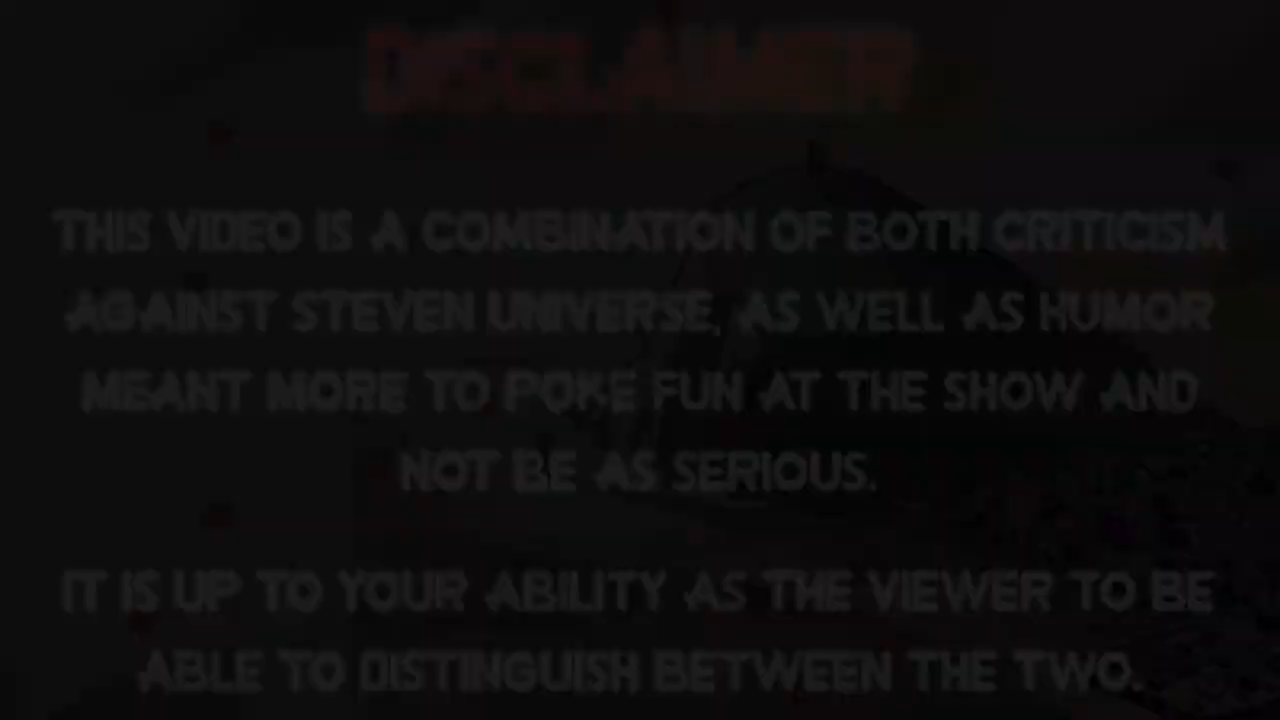 DISCLAIMER
THIS VIDEO IS A COMBINATION OF BOTH CRITICISM
AGAINST STEVEN UNIVERSE, AS WELL AS HUMOR
MEANT MORE TO POKE FUN AT THE SHOW AND
NOT BE AS SERIOUS.
IT IS UP TO YOUR ABILITY AS THE VIEWER TO BE
ABLE TO DISTINGUISH BETWEEN THE TWO.